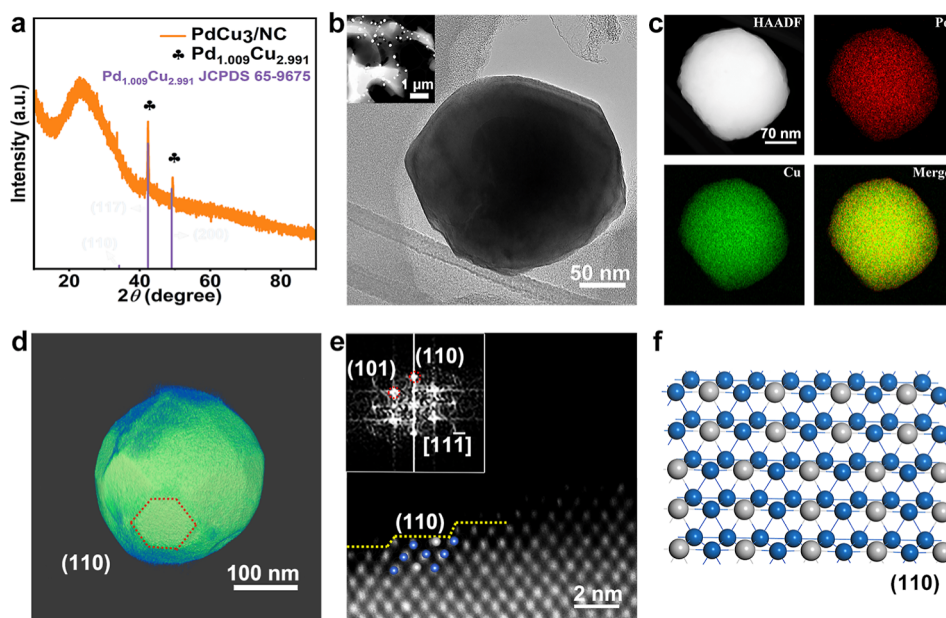 a
PdCu3/NC
♣ Pd1.009Cu2.991
Pd1.009Cu2.991 JCPDS 65-9675
♣
♣
(117)
(200)
(110)
Intensity (a.u.)
20 40 60 80
2θ (degree)
b
1 μm
50 nm
c
HAADF
70 nm
Cu
Merge
d
(110)
100 nm
e
(101)
(110)
[111̅]
(110)
2 nm
f
(110)